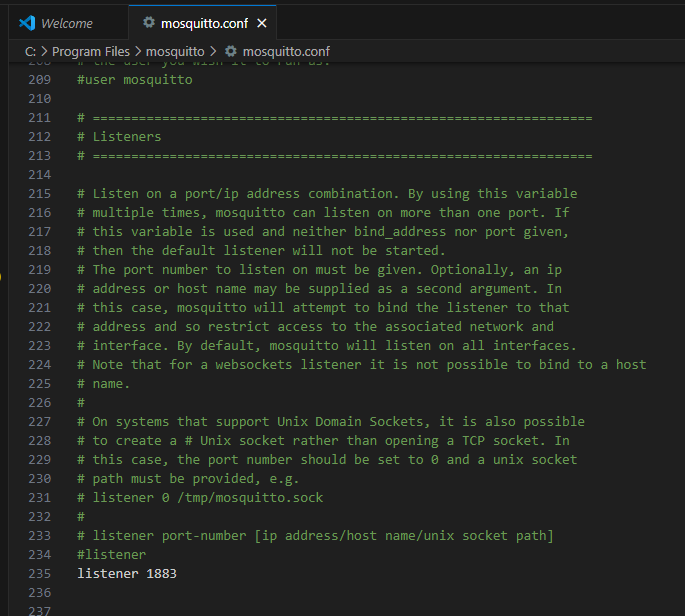 Welcome
mosquitto.conf
C: > Program Files > mosquitto > mosquitto.conf
208 # the user you wish it to run as.
209 #user mosquitto
210
211 # =================================================================
212 # Listeners
213 # =================================================================
214
215 # Listen on a port/ip address combination. By using this variable
216 # multiple times, mosquitto can listen on more than one port. If
217 # this variable is used and neither bind_address nor port given,
218 # then the default listener will not be started.
219 # The port number to listen on must be given. Optionally, an ip
220 # address or host name may be supplied as a second argument. In
221 # this case, mosquitto will attempt to bind the listener to that
222 # address and so restrict access to the associated network and
223 # interface. By default, mosquitto will listen on all interfaces.
224 # Note that for a websockets listener it is not possible to bind to a host
225 # name.
226 #
227 # On systems that support Unix Domain Sockets, it is also possible
228 # to create a # Unix socket rather than opening a TCP socket. In
229 # this case, the port number should be set to 0 and a unix socket
230 # path must be provided, e.g.
231 # listener 0 /tmp/mosquitto.sock
232 #
233 # listener port-number [ip address/host name/unix socket path]
234 #listener
235 listener 1883
236
237